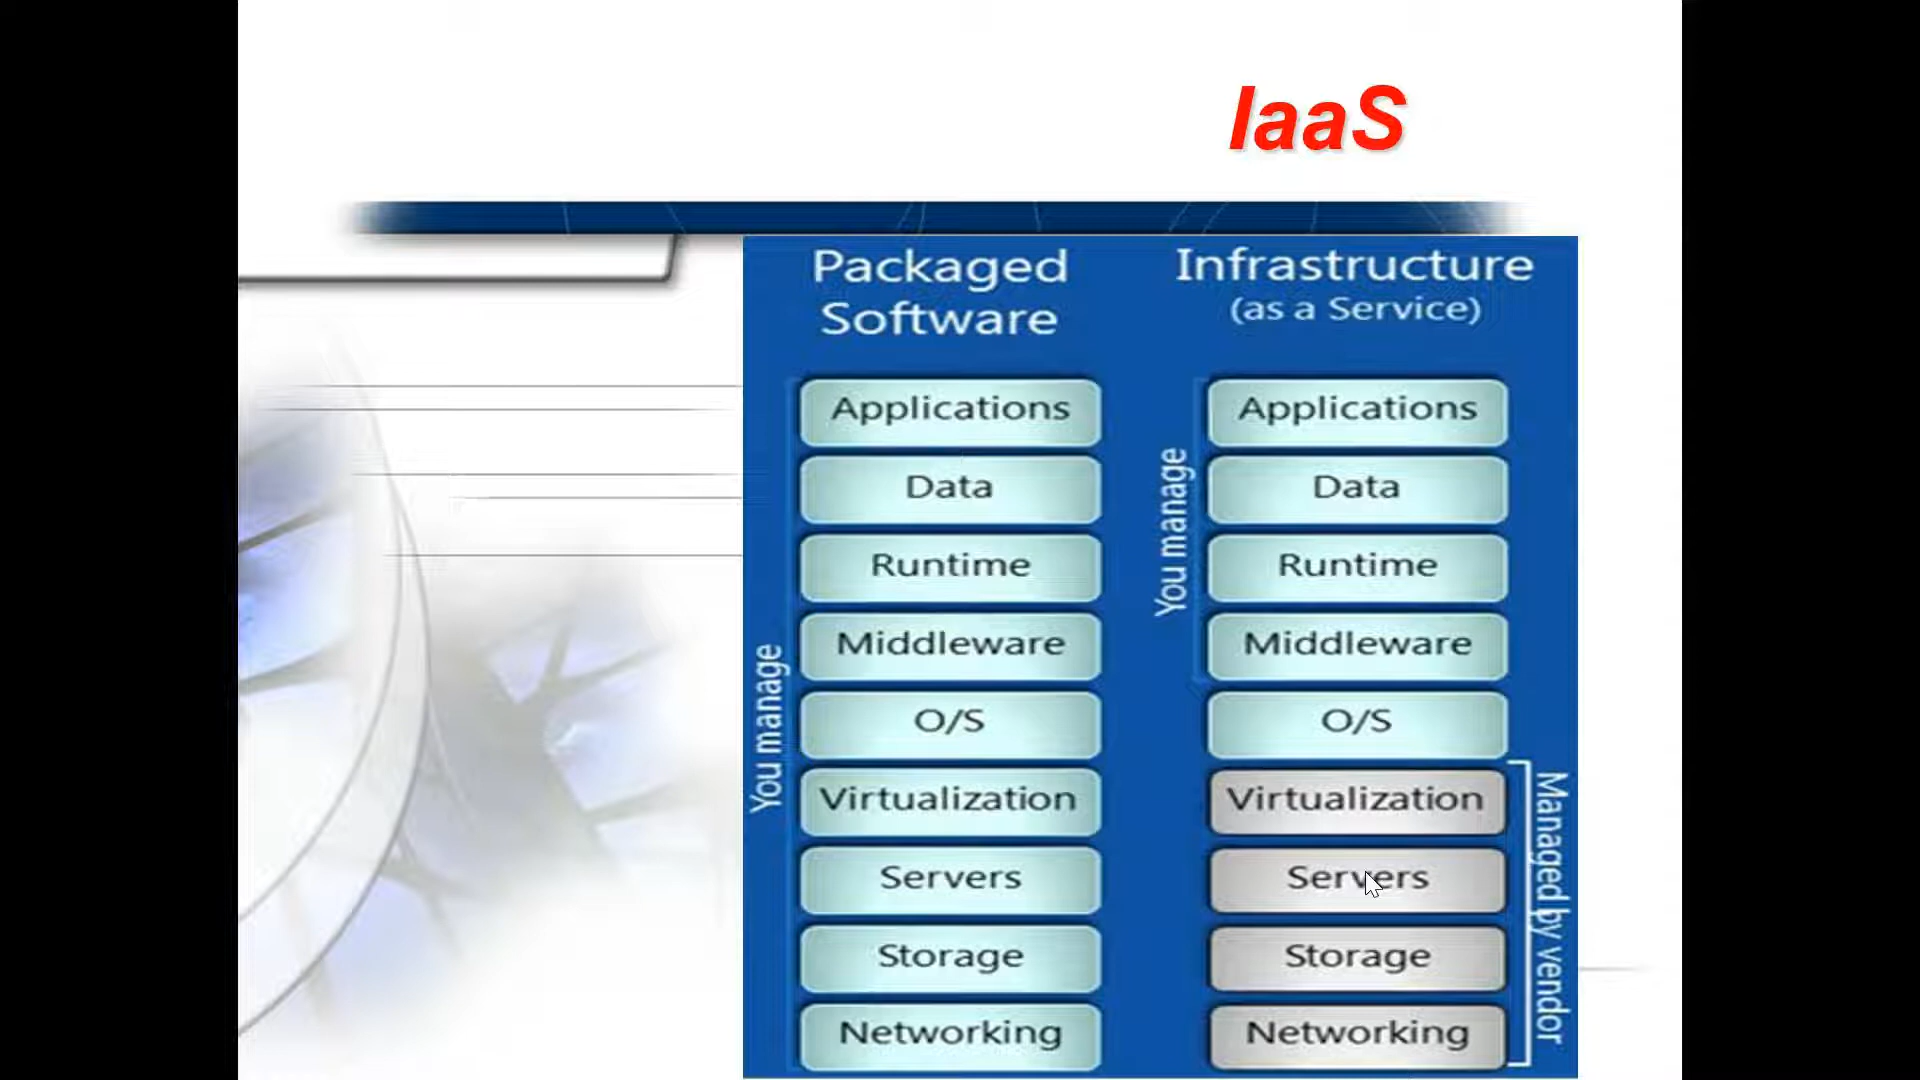 IaaS
Packaged
Software
You manage
Applications
Data
Runtime
Middleware
O/S
Virtualization
Servers
Storage
Networking
Infrastructure
(as a Service)
You manage
Applications
Data
Runtime
Middleware
O/S
Virtualization
Servers
Storage
Networking
Managed by vendor